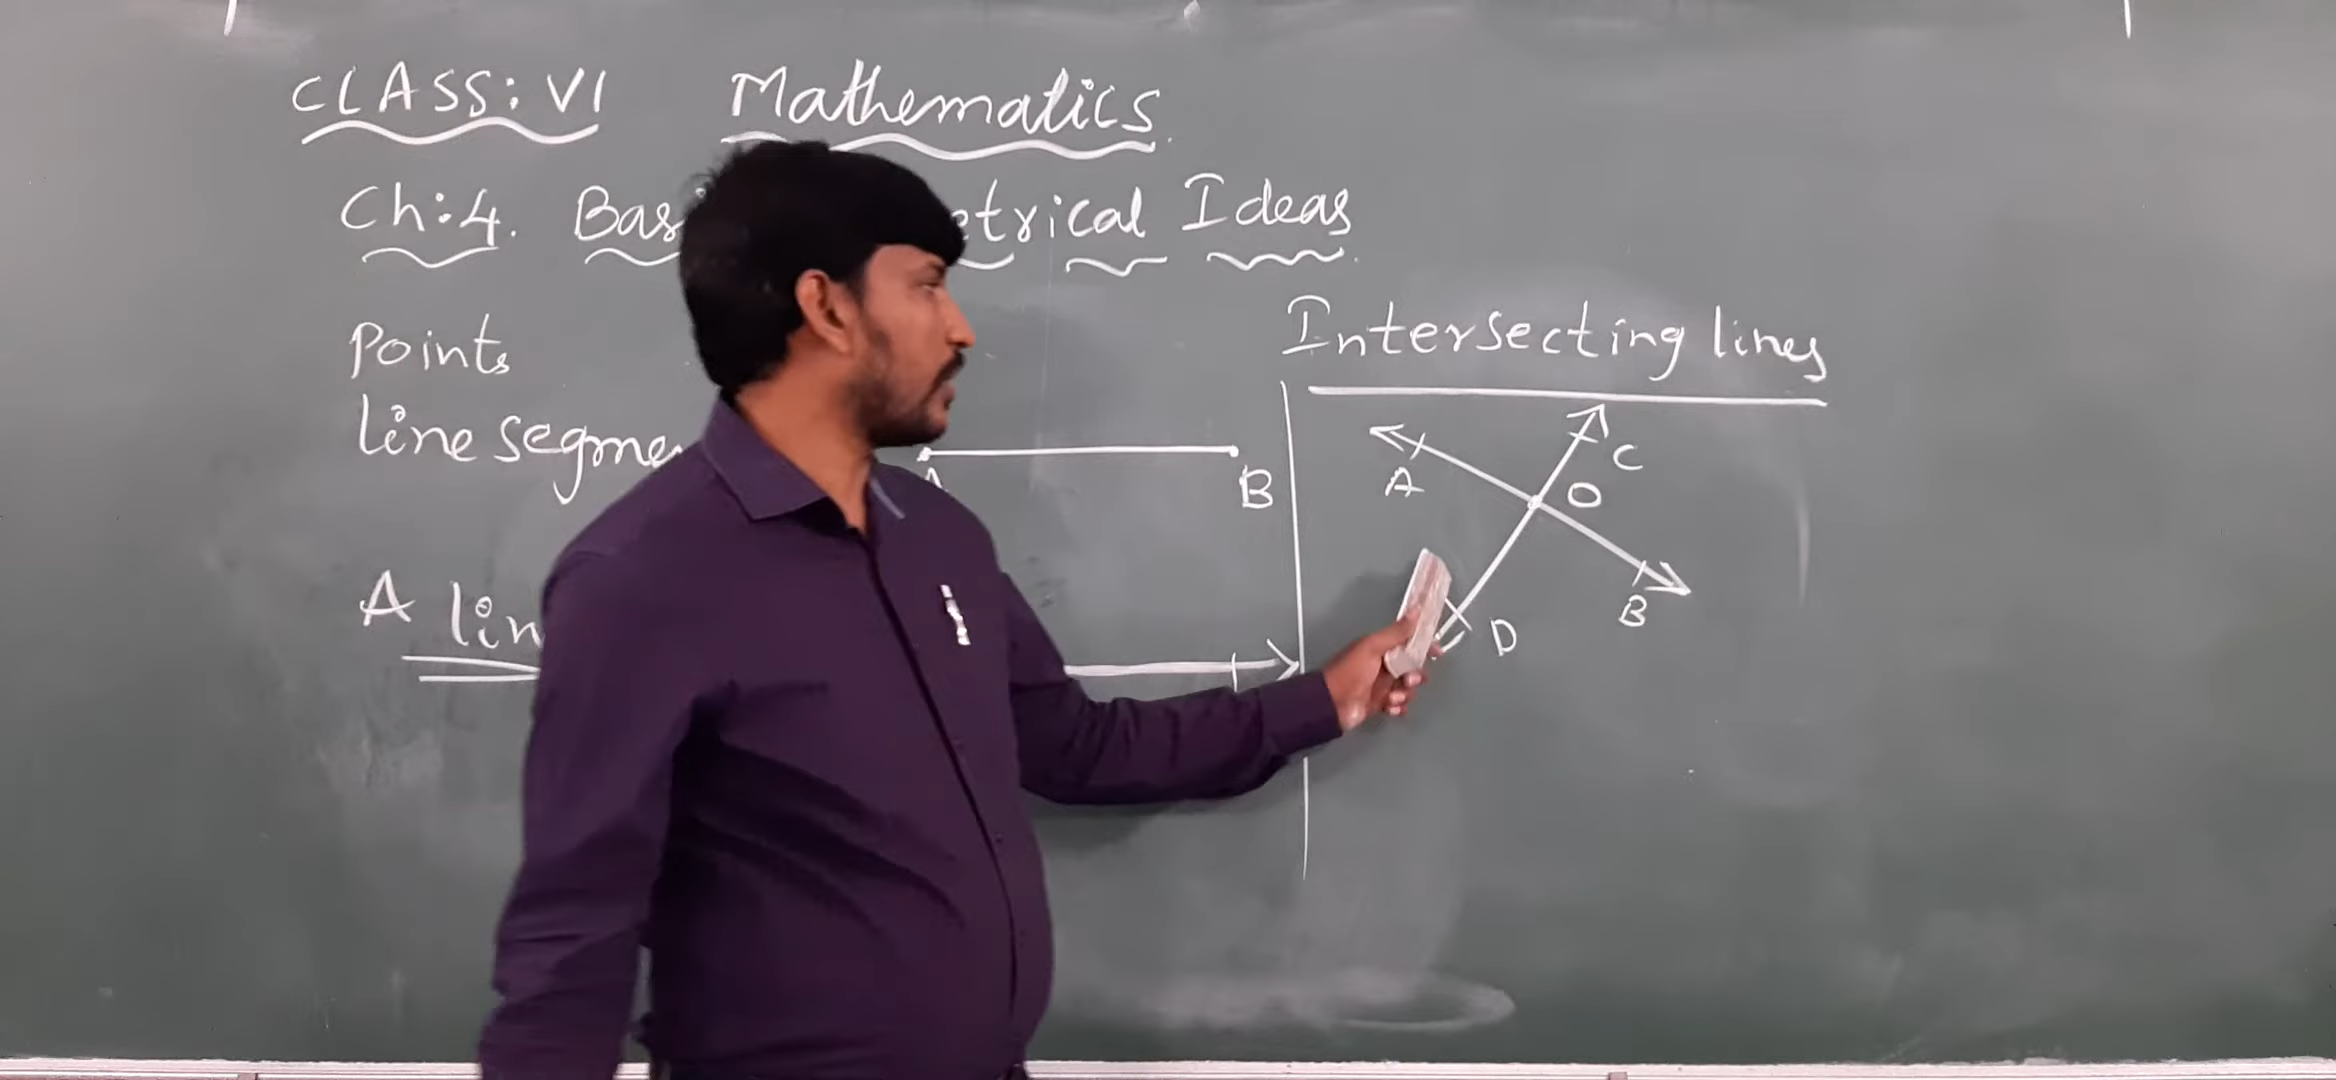 CLASS: VI Mathematics
Ch: 4. Bas etrical Ideas
Points
Intersecting lines
line segme
A B
A lin
A C
O
B
D